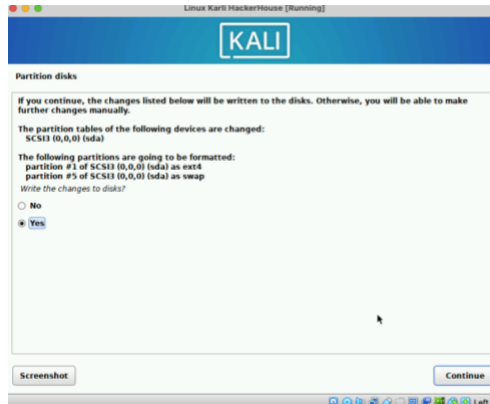 Linux Karli HackerHouse [Running]
KALI
Partition disks
If you continue, the changes listed below will be written to the disks. Otherwise, you will be able to make
further changes manually.
The partition tables of the following devices are changed:
SCSI3 (0,0,0) (sda)
The following partitions are going to be formatted:
partition #1 of SCSI3 (0,0,0) (sda) as ext4
partition #5 of SCSI3 (0,0,0) (sda) as swap
Write the changes to disks?
No
Yes
Screenshot
Continue
Left